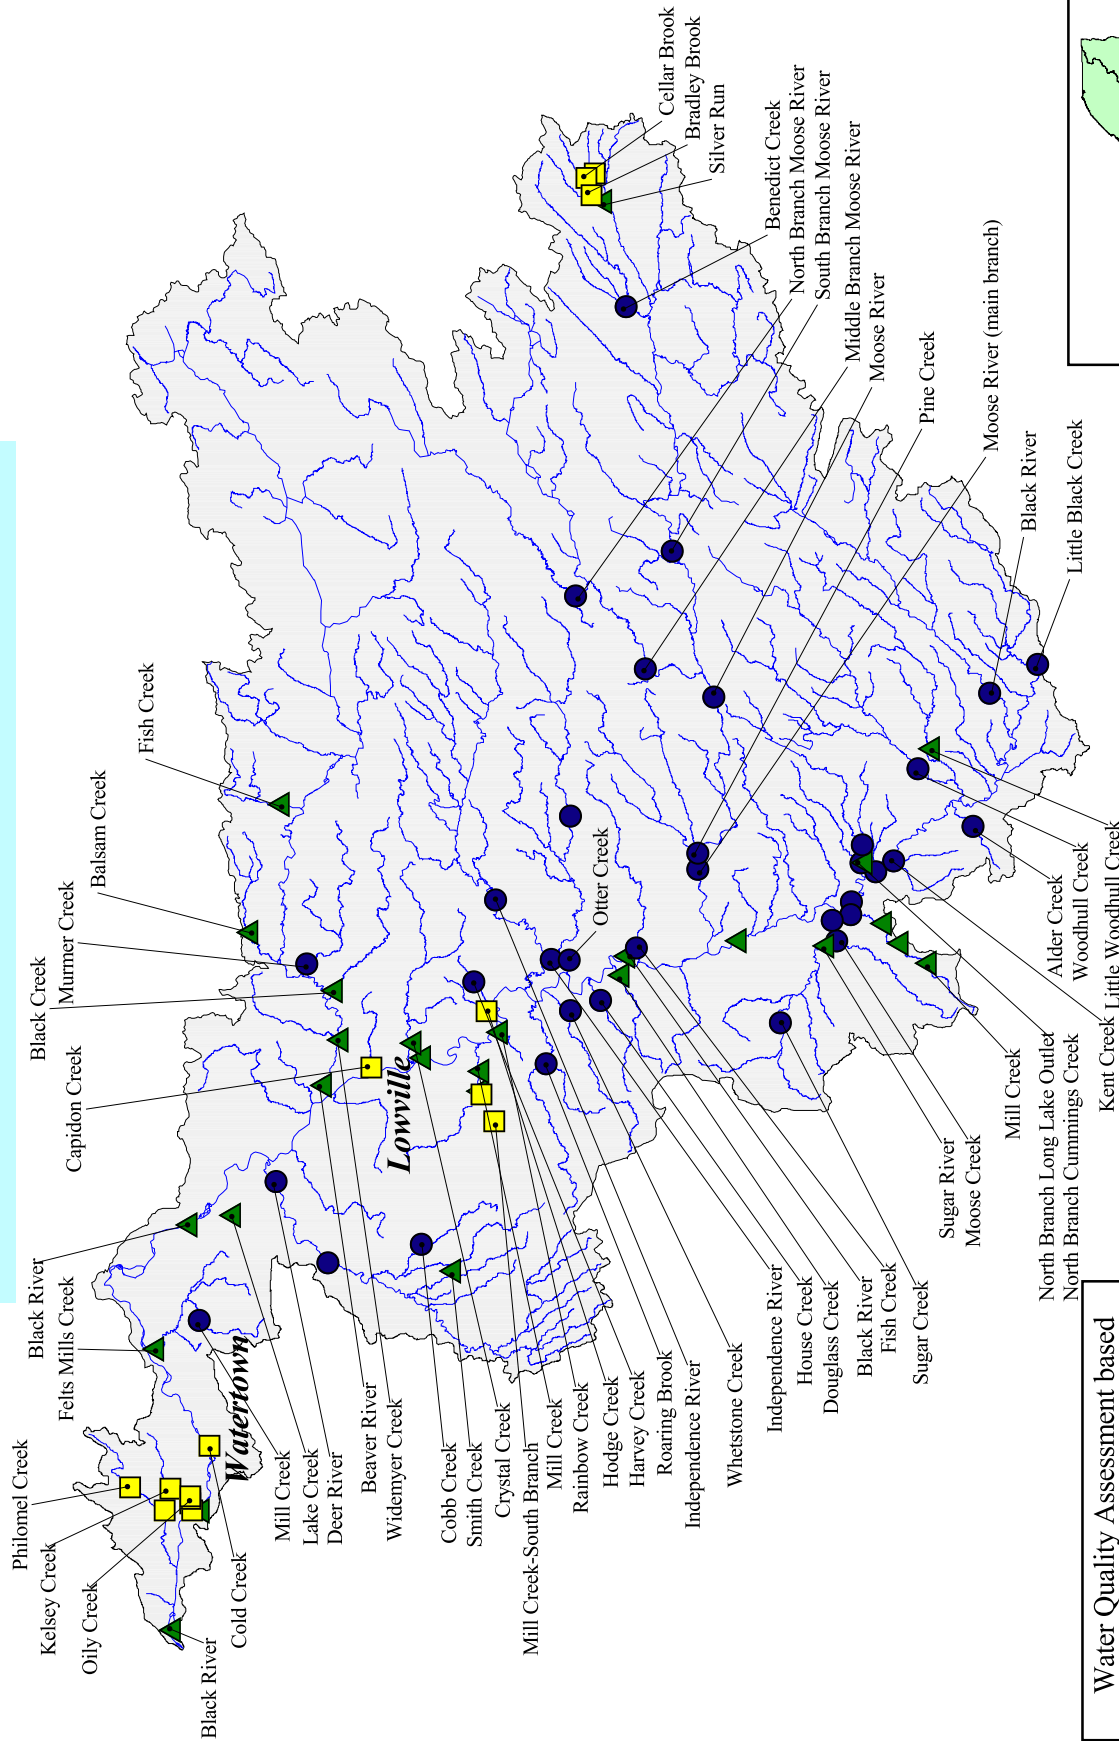 Philomel Creek
Kelsey Creek
Oily Creek
Black River
Cold Creek
Watertown
Felts Mills Creek
Black River
Mill Creek
Lake Creek
Deer River
Capidon Creek
Black Creek
Murmer Creek
Balsam Creek
Fish Creek
Lowville
Beaver River
Widemyer Creek
Cobb Creek
Smith Creek
Crystal Creek
Mill Creek-South Branch
Mill Creek
Rainbow Creek
Hodge Creek
Harvey Creek
Roaring Brook
Independence River
Whetstone Creek
Otter Creek
Independence River
House Creek
Douglass Creek
Black River
Fish Creek
Sugar Creek
Sugar River
Moose Creek
Mill Creek
North Branch Long Lake Outlet
North Branch Cummings Creek
Kent Creek
Alder Creek
Woodhull Creek
Little Woodhull Creek
Cellar Brook
Bradley Brook
Silver Run
Benedict Creek
North Branch Moose River
South Branch Moose River
Middle Branch Moose River
Moose River
Pine Creek
Moose River (main branch)
Black River
Little Black Creek
Water Quality Assessment based